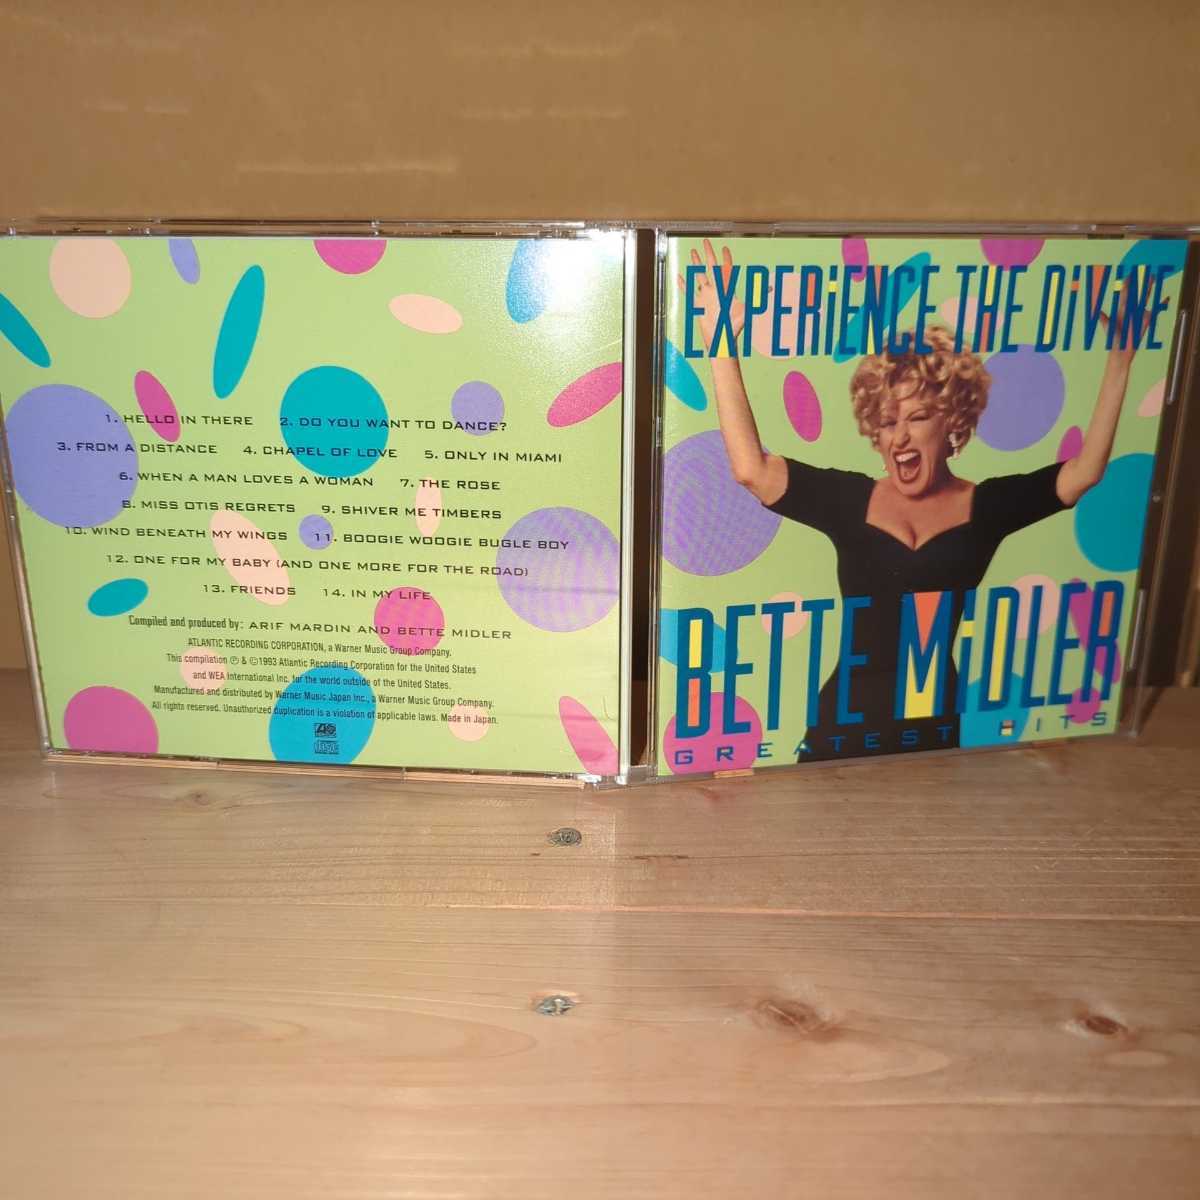 1. HELLO IN THERE 2. DO YOU WANT TO DANCE?
3. FROM A DISTANCE 4. CHAPEL OF LOVE 5. ONLY IN MIAMI
6. WHEN A MAN LOVES A WOMAN 7. THE ROSE
8. MISS OTIS REGRETS 9. SHIVER ME TIMBERS
10. WIND BENEATH MY WINGS 11. BOOGIE WOOGIE BUGLE BOY
12. ONE FOR MY BABY (AND ONE MORE FOR THE ROAD)
13. FRIENDS 14. IN MY LIFE
Compiled and produced by: ARIF MARDIN AND BETTE MIDLER
ATLANTIC RECORDING CORPORATION, a Warner Music Group Company.
This compilation ℗ & ©1993 Atlantic Recording Corporation for the United States
and WEA International Inc. for the world outside of the United States.
Manufactured and distributed by Warner Music Japan Inc., a Warner Music Group Company.
All rights reserved. Unauthorized duplication is a violation of applicable laws. Made in Japan.
EXPERiENCE THE DiViNE
BETTE MiDLER
GREATEST HITS